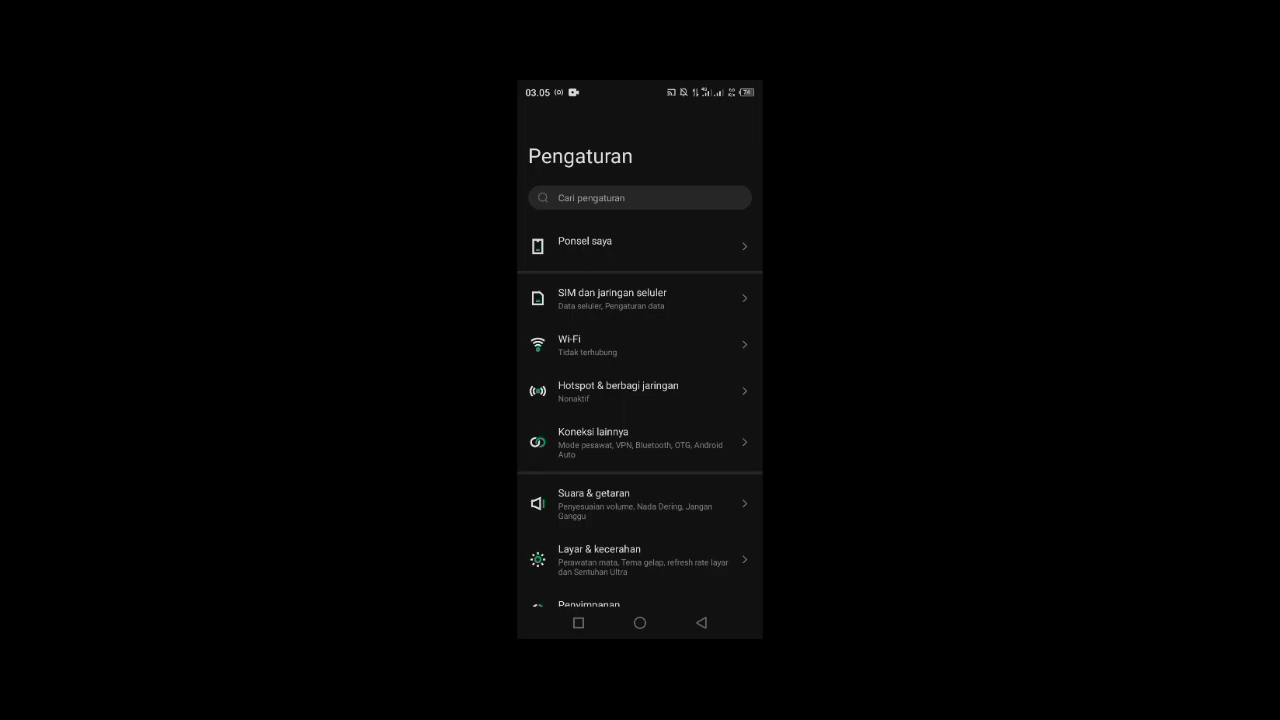 03.05
Pengaturan
Cari pengaturan
Ponsel saya
SIM dan jaringan seluler
Data seluler, Pengaturan data
Wi-Fi
Tidak terhubung
Hotspot & berbagi jaringan
Nonaktif
Koneksi lainnya
Mode pesawat, VPN, Bluetooth, OTG, Android
Auto
Suara & getaran
Penyesuaian volume, Nada Dering, Jangan
Ganggu
Layar & kecerahan
Perawatan mata, Tema gelap, refresh rate layar
dan Sentuhan Ultra
Penyimpanan